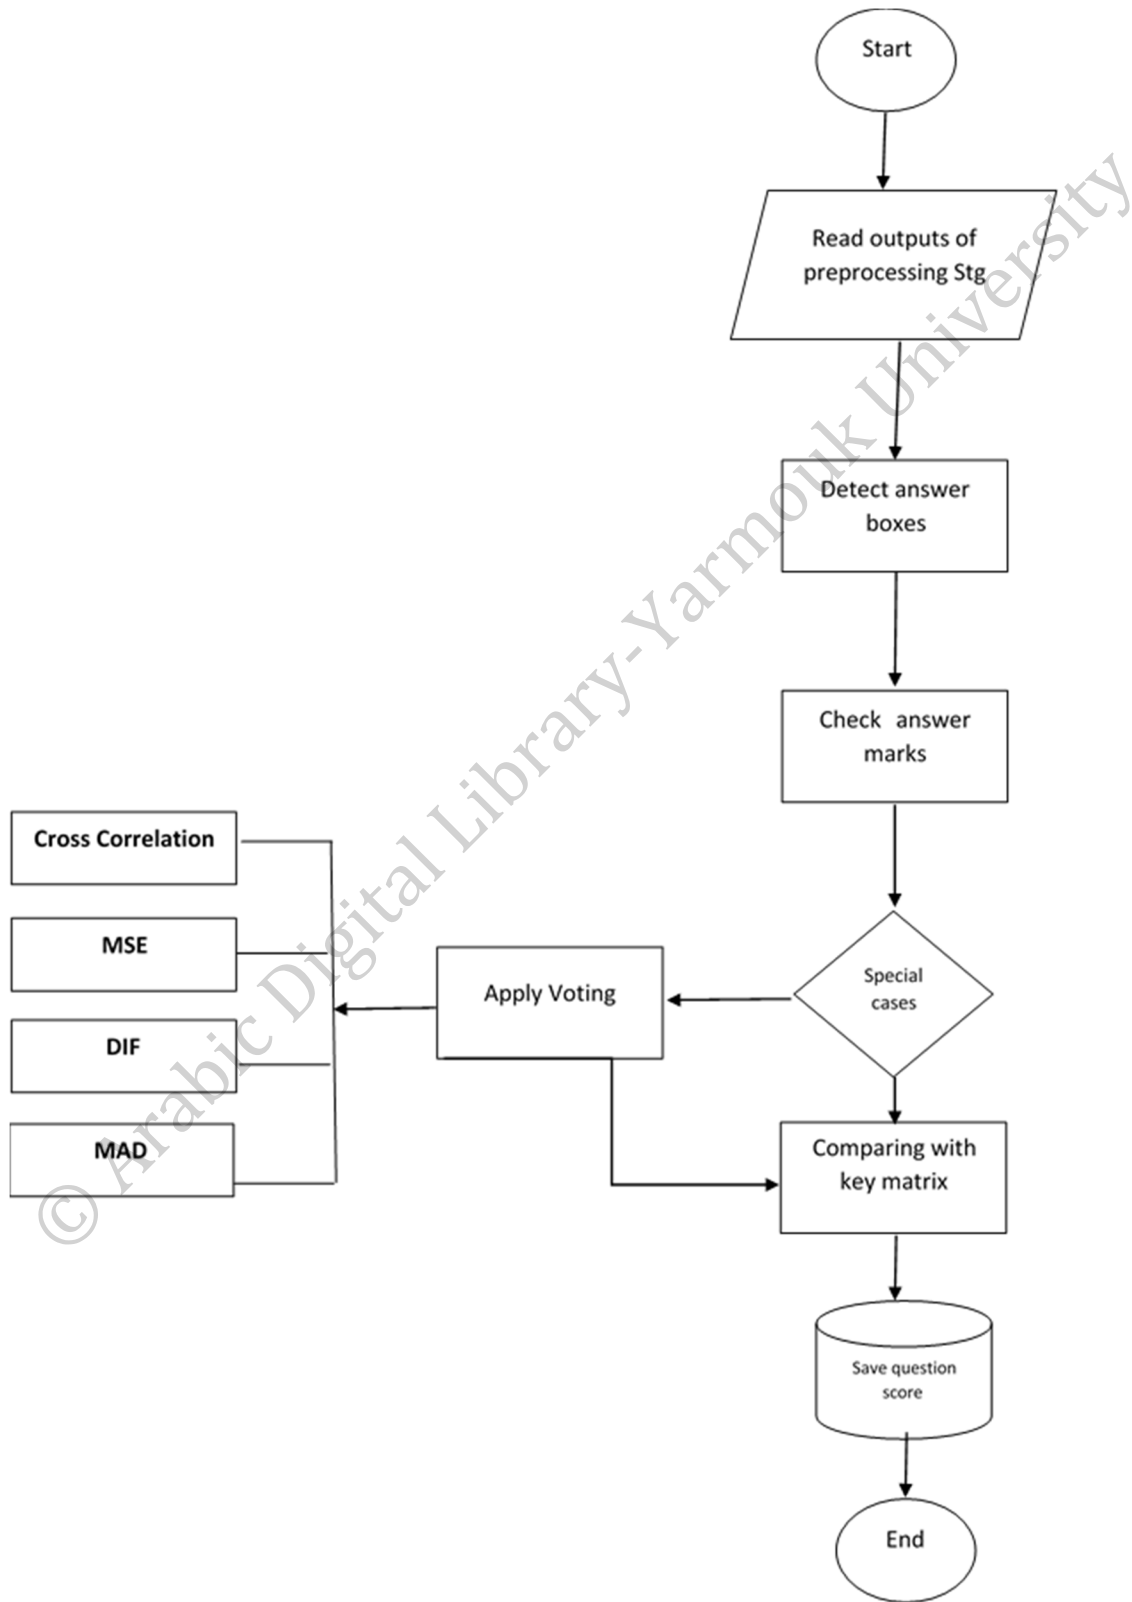 Start
Read outputs of
preprocessing Stg
Detect answer
boxes
Check answer
marks
Special
cases
Apply Voting
Cross Correlation
MSE
DIF
MAD
Comparing with
key matrix
Save question
score
End
© Arabic Digital Library-Yarmouk University